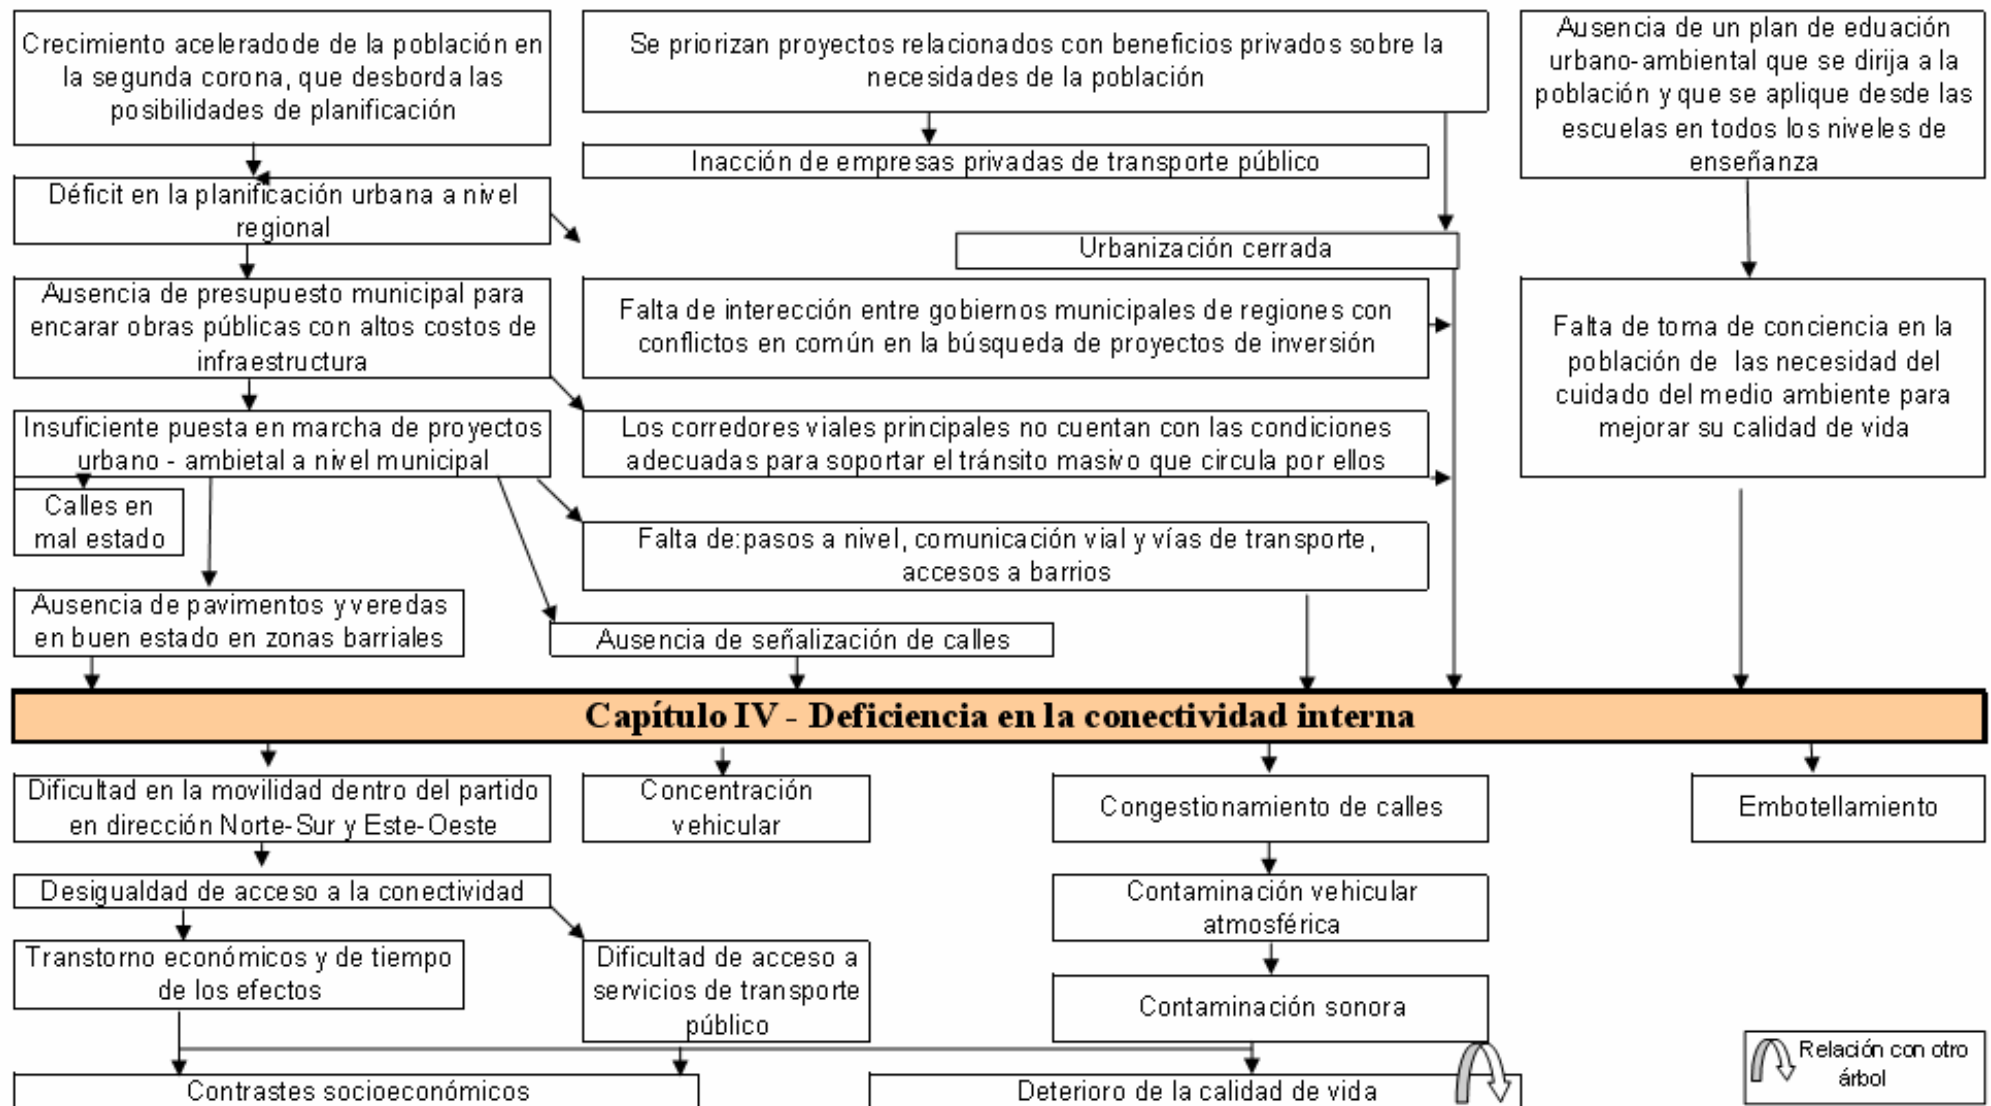 Crecimiento aceleradode de la población en
la segunda corona, que desborda las
posibilidades de planificación
Se priorizan proyectos relacionados con beneficios privados sobre la
necesidades de la población
Ausencia de un plan de eduación
urbano-ambiental que se dirija a la
población y que se aplique desde las
escuelas en todos los niveles de
enseñanza
Inacción de empresas privadas de transporte público
Déficit en la planificación urbana a nivel
regional
Urbanización cerrada
Ausencia de presupuesto municipal para
encarar obras públicas con altos costos de
infraestructura
Falta de interección entre gobiernos municipales de regiones con
conflictos en común en la búsqueda de proyectos de inversión
Falta de toma de conciencia en la
población de las necesidad del
cuidado del medio ambiente para
mejorar su calidad de vida
Insuficiente puesta en marcha de proyectos
urbano - ambietal a nivel municipal
Los corredores viales principales no cuentan con las condiciones
adecuadas para soportar el tránsito masivo que circula por ellos
Calles en
mal estado
Falta de:pasos a nivel, comunicación vial y vías de transporte,
accesos a barrios
Ausencia de pavimentos y veredas
en buen estado en zonas barriales
Ausencia de señalización de calles
Capítulo IV - Deficiencia en la conectividad interna
Dificultad en la movilidad dentro del partido
en dirección Norte-Sur y Este-Oeste
Concentración
vehicular
Congestionamiento de calles
Embotellamiento
Desigualdad de acceso a la conectividad
Contaminación vehicular
atmosférica
Transtorno económicos y de tiempo
de los efectos
Dificultad de acceso a
servicios de transporte
público
Contaminación sonora
Relación con otro
árbol
Contrastes socioeconómicos
Deterioro de la calidad de vida